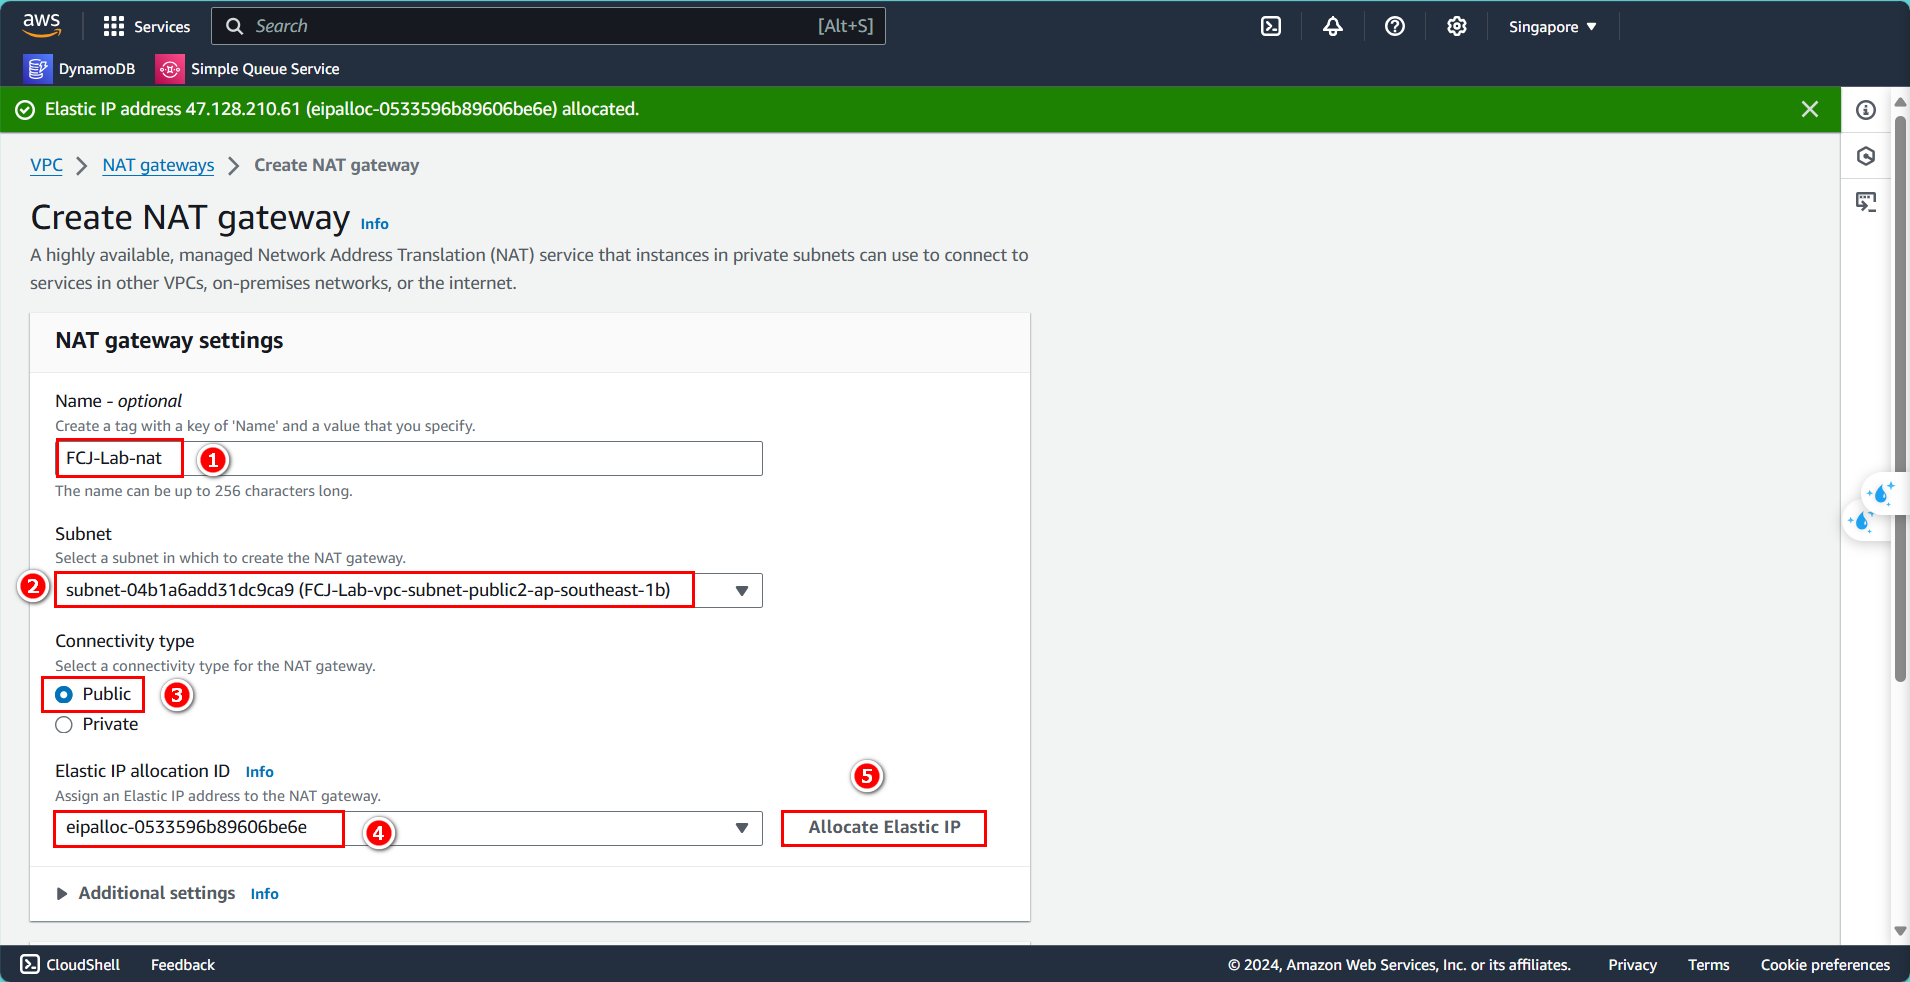 aws
Services
Search
[Alt+S]
Singapore
DynamoDB
Simple Queue Service
Elastic IP address 47.128.210.61 (eipalloc-0533596b89606be6e) allocated.
VPC
NAT gateways
Create NAT gateway
Create NAT gateway Info
A highly available, managed Network Address Translation (NAT) service that instances in private subnets can use to connect to
services in other VPCs, on-premises networks, or the internet.
NAT gateway settings
Name - optional
Create a tag with a key of 'Name' and a value that you specify.
FCJ-Lab-nat
1
The name can be up to 256 characters long.
Subnet
Select a subnet in which to create the NAT gateway.
2
subnet-04b1a6add31dc9ca9 (FCJ-Lab-vpc-subnet-public2-ap-southeast-1b)
Connectivity type
Select a connectivity type for the NAT gateway.
Public
3
Private
Elastic IP allocation ID Info
5
Assign an Elastic IP address to the NAT gateway.
eipalloc-0533596b89606be6e
4
Allocate Elastic IP
Additional settings Info
CloudShell
Feedback
© 2024, Amazon Web Services, Inc. or its affiliates.
Privacy
Terms
Cookie preferences